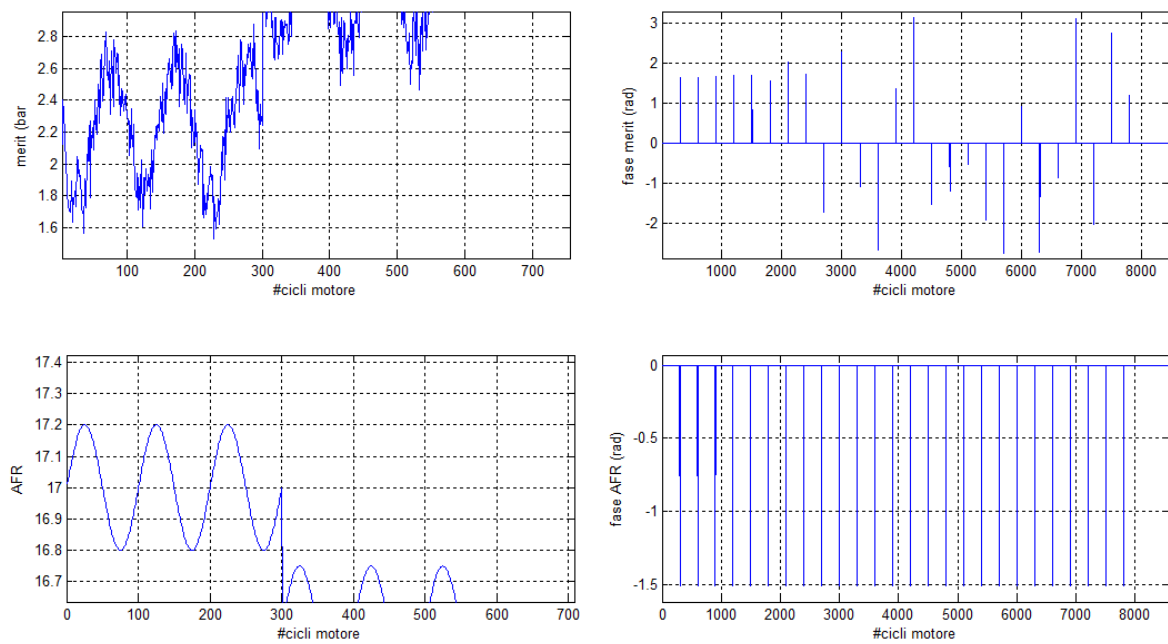 2.8
2.6
2.4
2.2
2
1.8
1.6
merit (bar
100 200 300 400 500 600 700
#cicli motore
3
2
1
0
-1
-2
fase merit (rad)
1000 2000 3000 4000 5000 6000 7000 8000
#cicli motore
17.4
17.3
17.2
17.1
17
16.9
16.8
16.7
AFR
0 100 200 300 400 500 600 700
#cicli motore
0
-0.5
-1
-1.5
fase AFR (rad)
1000 2000 3000 4000 5000 6000 7000 8000
#cicli motore